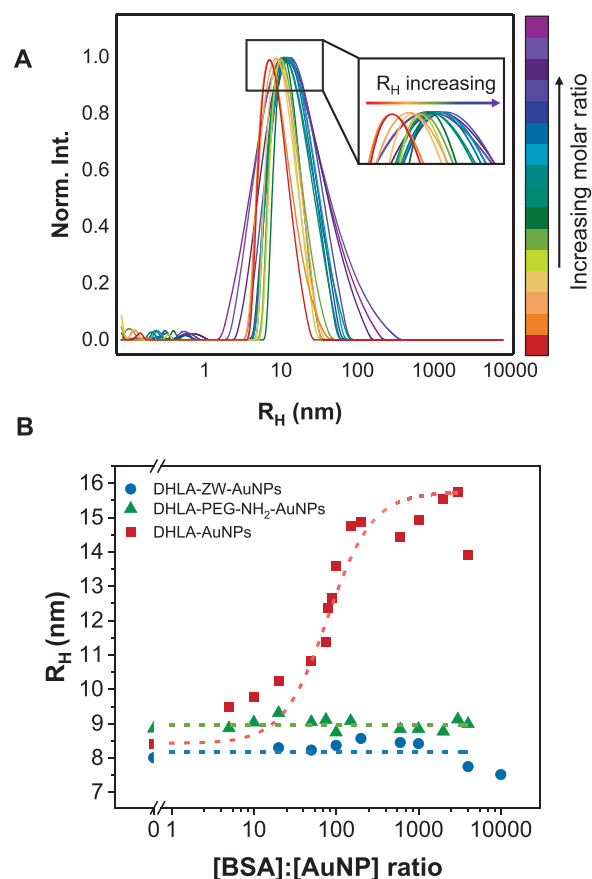 A
Norm. Int.
1.0
0.8
0.6
0.4
0.2
0.0
R_H increasing
Increasing molar ratio
1 10 100 1000 10000
R_H (nm)
B
R_H (nm)
16
15
14
13
12
11
10
9
8
7
DHLA-ZW-AuNPs
DHLA-PEG-NH₂-AuNPs
DHLA-AuNPs
0 1 10 100 1000 10000
[BSA]:[AuNP] ratio